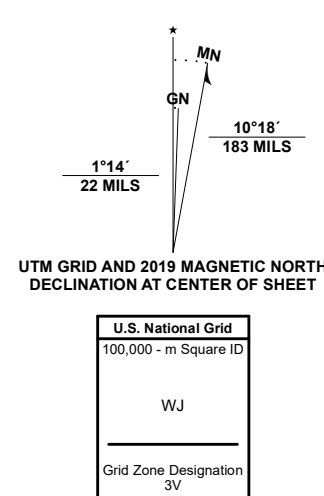 ★
MN
GN
10°18´
183 MILS
1°14´
22 MILS
UTM GRID AND 2019 MAGNETIC NORTH
DECLINATION AT CENTER OF SHEET
U.S. National Grid
100,000 - m Square ID
WJ
Grid Zone Designation
3V